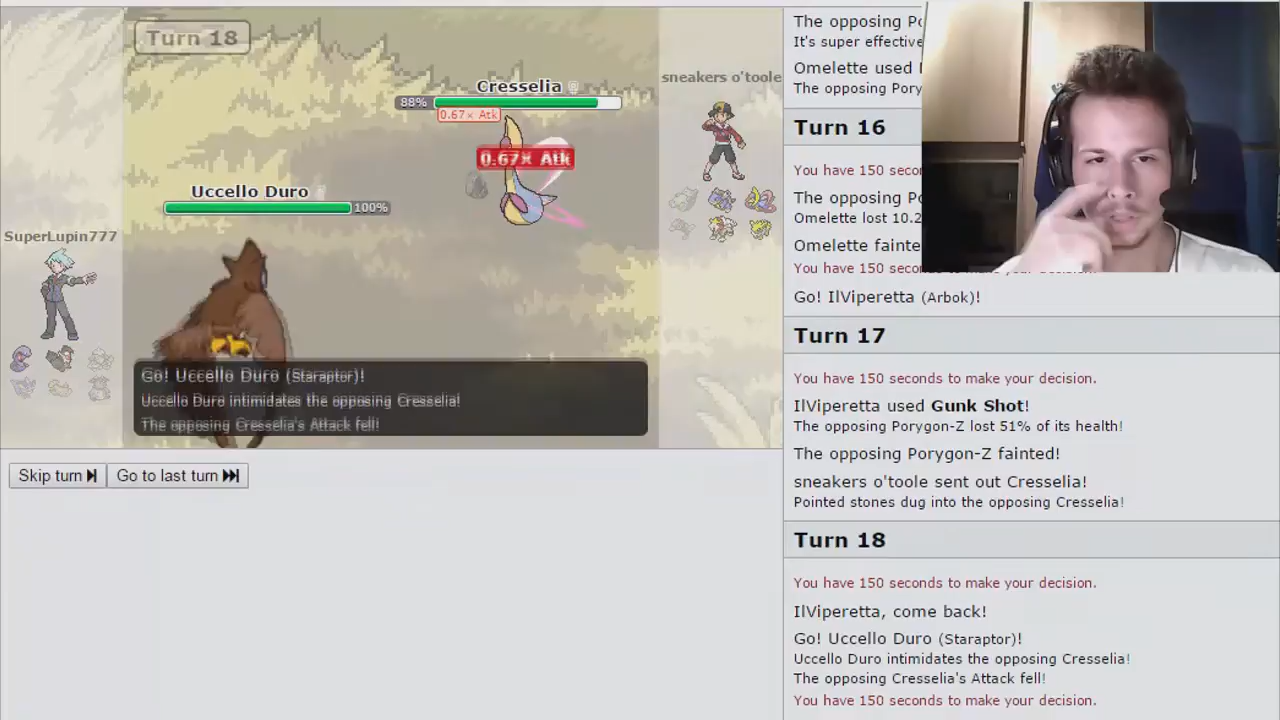 Turn 18
Cresselia
88%
0.67× Atk
0.67× Atk
sneakers o'toole
Uccello Duro
100%
SuperLupin777
Go! Uccello Duro (Staraptor)!
Uccello Duro intimidates the opposing Cresselia!
The opposing Cresselia's Attack fell!
Skip turn
Go to last turn
The opposing
It's super effective
Omelette used
The opposing
Turn 16
You have 150
The opposing
Omelette lost 10.2
Omelette
You have 150 seconds to make your decision.
Go! IlViperetta (Arbok)!
Turn 17
You have 150 seconds to make your decision.
IlViperetta used Gunk Shot!
The opposing Porygon-Z lost 51% of its health!
The opposing Porygon-Z fainted!
sneakers o'toole sent out Cresselia!
Pointed stones dug into the opposing Cresselia!
Turn 18
You have 150 seconds to make your decision.
IlViperetta, come back!
Go! Uccello Duro (Staraptor)!
Uccello Duro intimidates the opposing Cresselia!
The opposing Cresselia's Attack fell!
You have 150 seconds to make your decision.